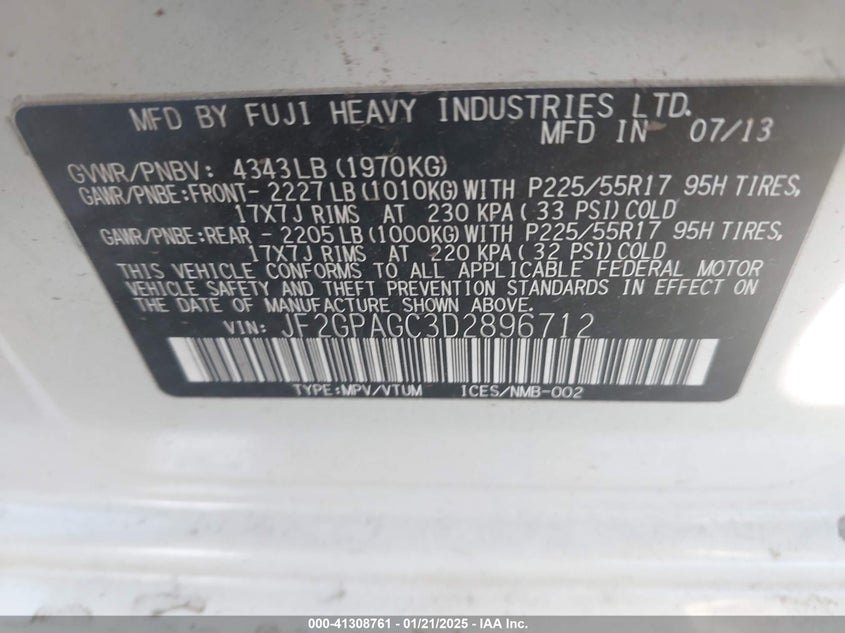 MFD BY FUJI HEAVY INDUSTRIES LTD.
MFD IN 07/13
GVWR/PNBV: 4343LB(1970KG)
GAWR/PNBE:FRONT- 2227LB(1010KG)WITH P225/55R17 95H TIRES,
17X7J RIMS AT 230 KPA( 33 PSI)COLD
GAWR/PNBE:REAR - 2205LB(1000KG)WITH P225/55R17 95H TIRES,
17X7J RIMS AT 220 KPA( 32 PSI)COLD
THIS VEHICLE CONFORMS TO ALL APPLICABLE FEDERAL MOTOR
VEHICLE SAFETY AND THEFT PREVENTION STANDARDS IN EFFECT ON
THE DATE OF MANUFACTURE SHOWN ABOVE.
VIN: JF2GPAGC3D2896712
TYPE:MPV/VTUM ICES/NMB-002
000-41308761 - 01/21/2025 - IAA Inc.